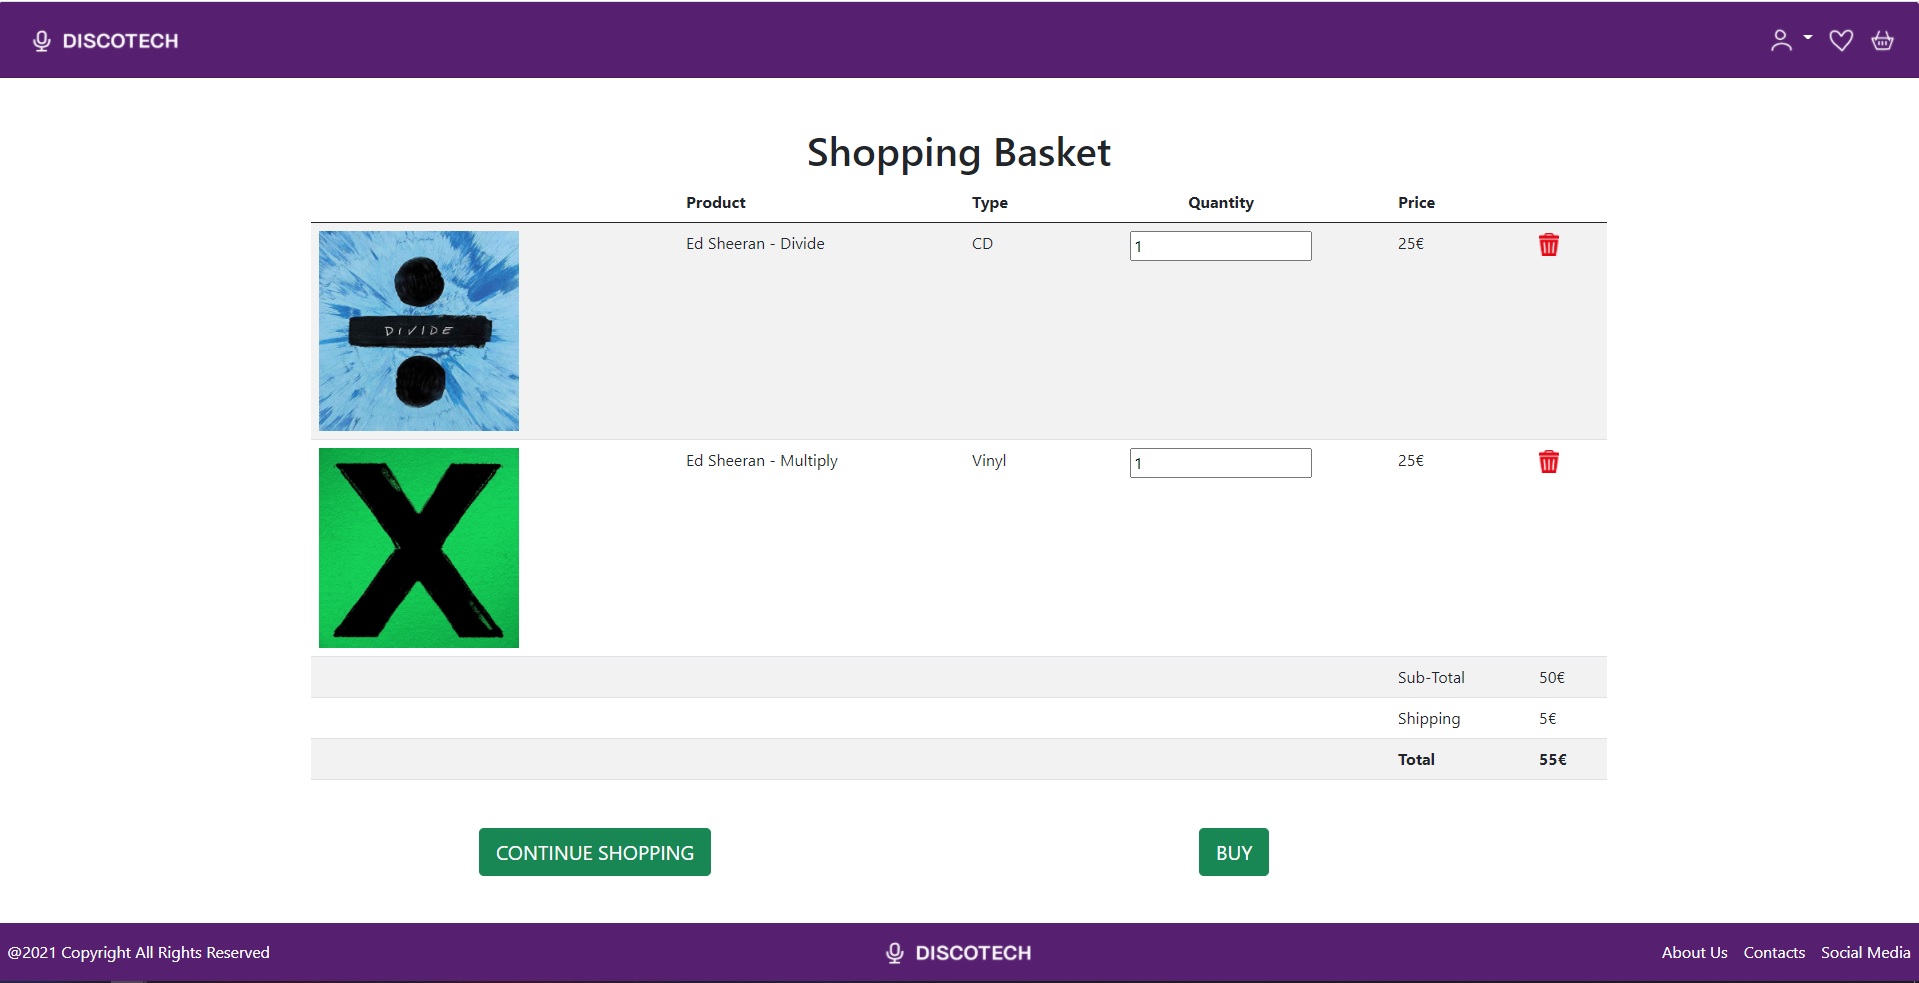 DISCOTECH
Shopping Basket
Product Type Quantity Price
Ed Sheeran - Divide CD 1 25€
DIVIDE
Ed Sheeran - Multiply Vinyl 1 25€
X
Sub-Total 50€
Shipping 5€
Total 55€
CONTINUE SHOPPING BUY
@2021 Copyright All Rights Reserved DISCOTECH About Us Contacts Social Media